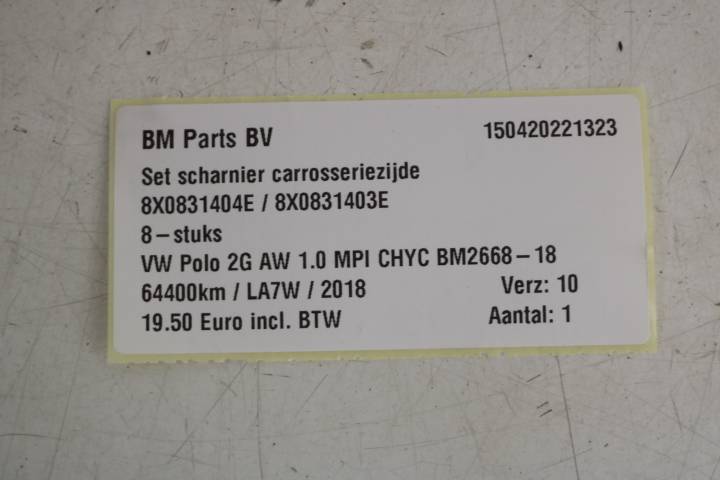 BM Parts BV 150420221323
Set scharnier carrosseriezijde
8X0831404E / 8X0831403E
8-stuks
VW Polo 2G AW 1.0 MPI CHYC BM2668-18
64400km / LA7W / 2018 Verz: 10
19.50 Euro incl. BTW Aantal: 1